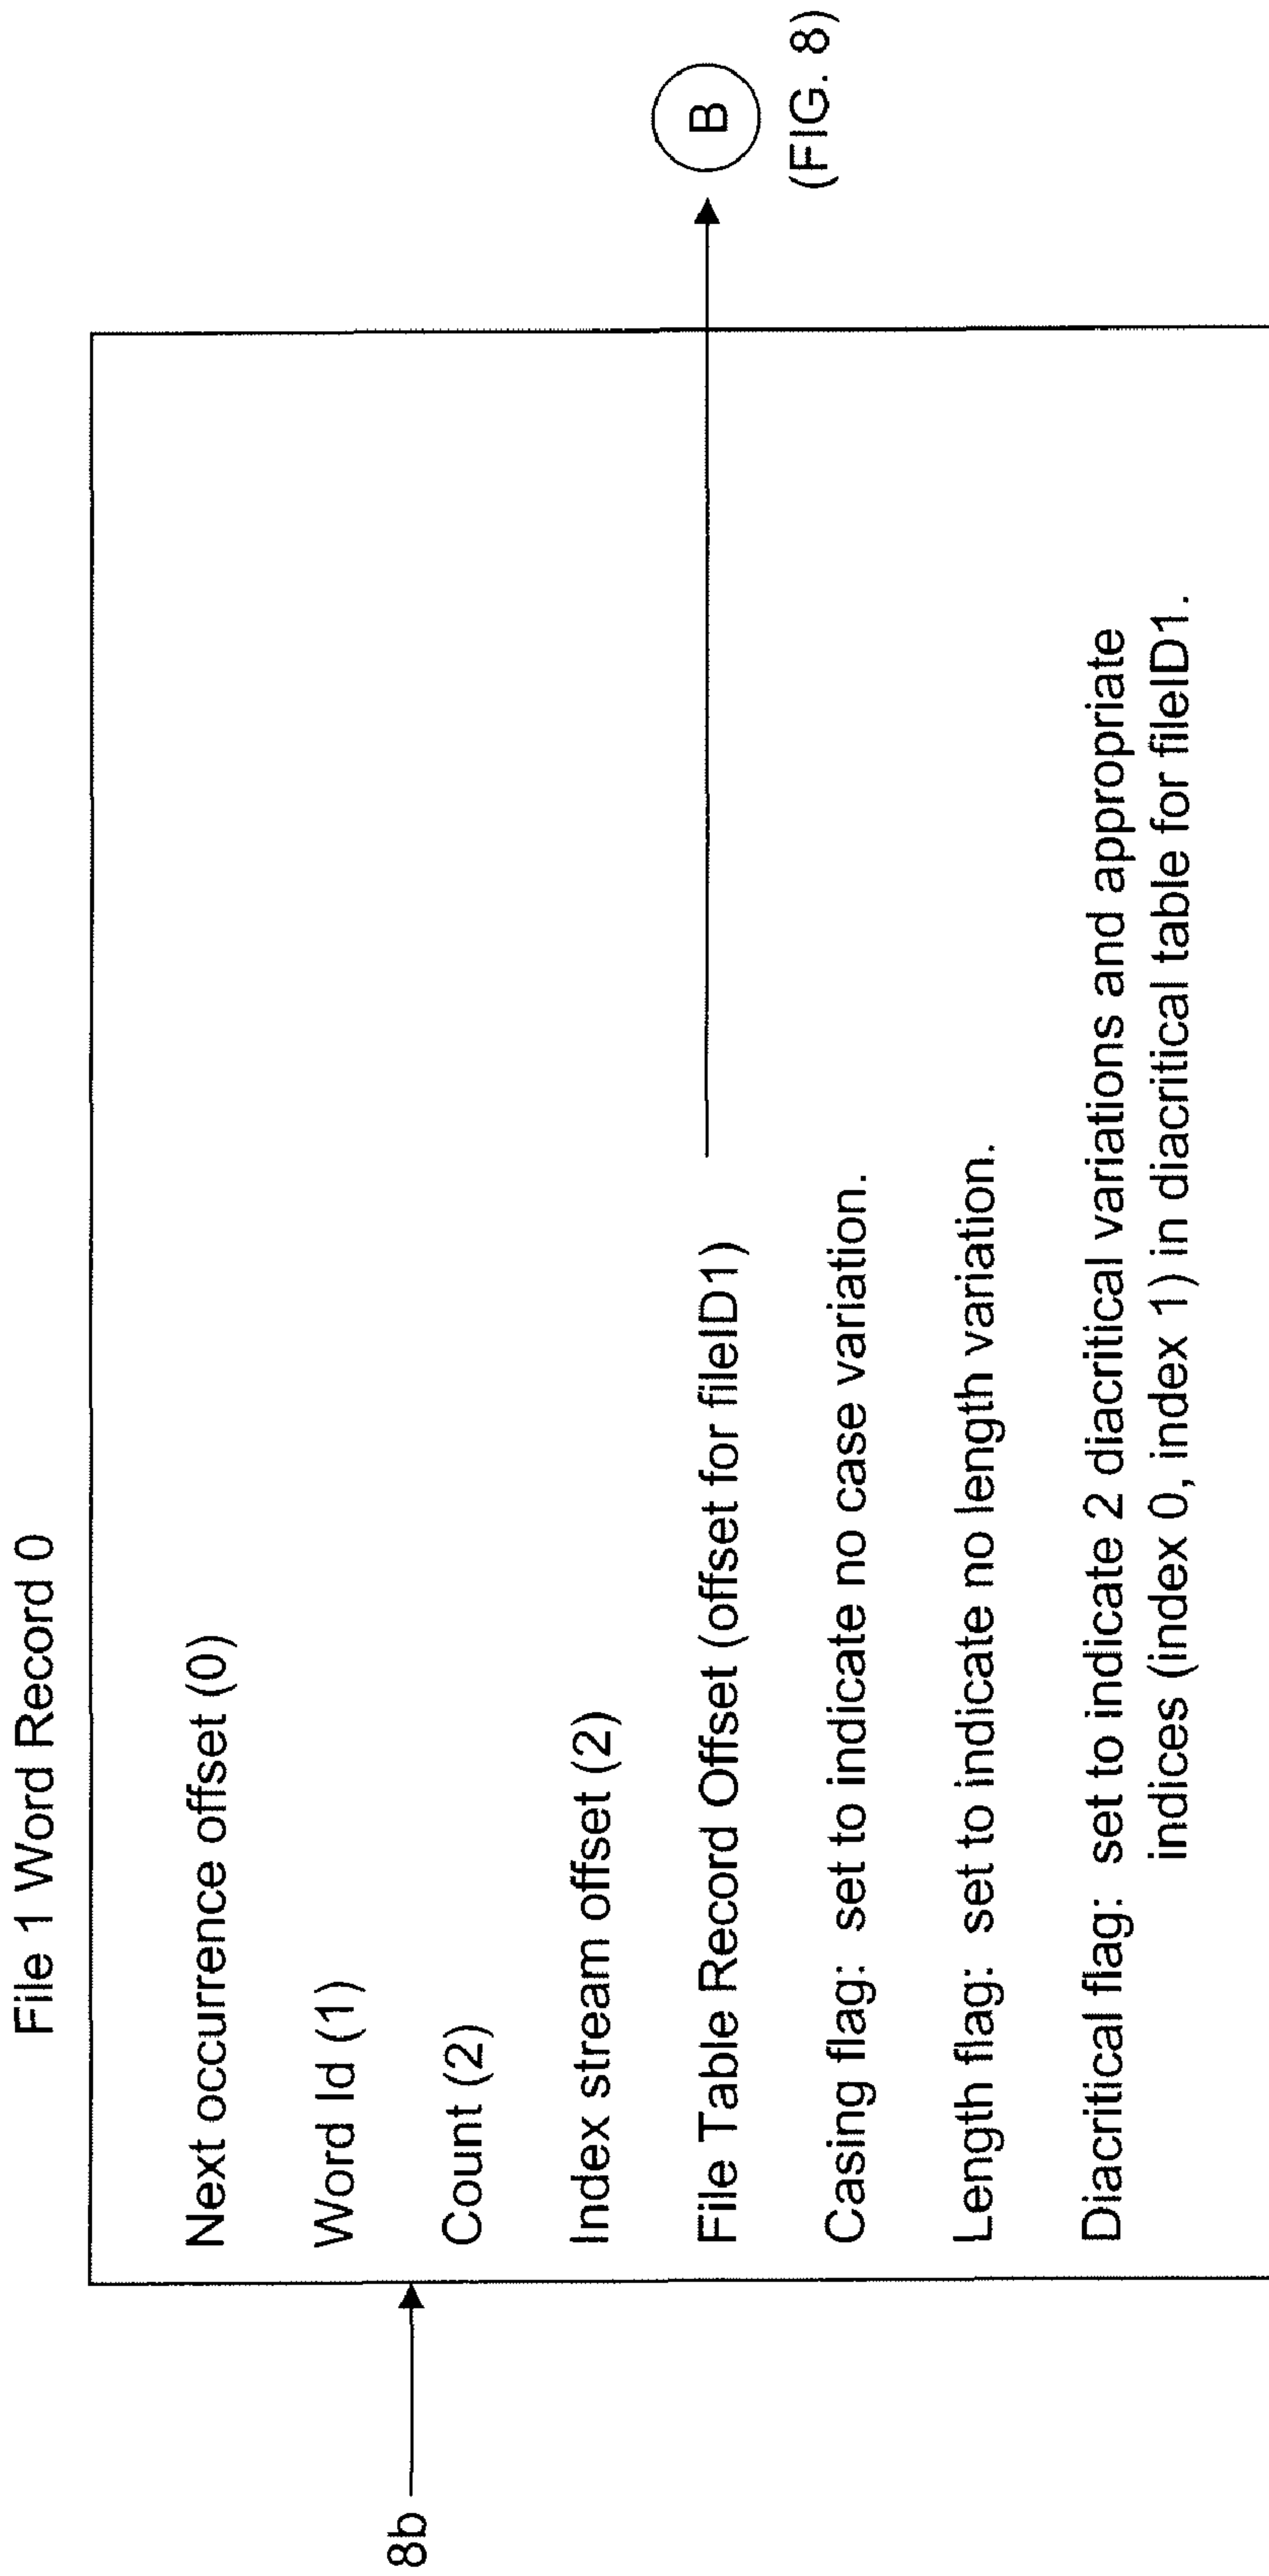 File 1 Word Record 0
8b
Next occurrence offset (0)
Word Id (1)
Count (2)
Index stream offset (2)
File Table Record Offset (offset for fileID1)
B
(FIG. 8)
Casing flag: set to indicate no case variation.
Length flag: set to indicate no length variation.
Diacritical flag: set to indicate 2 diacritical variations and appropriate
indices (index 0, index 1) in diacritical table for fileID1.